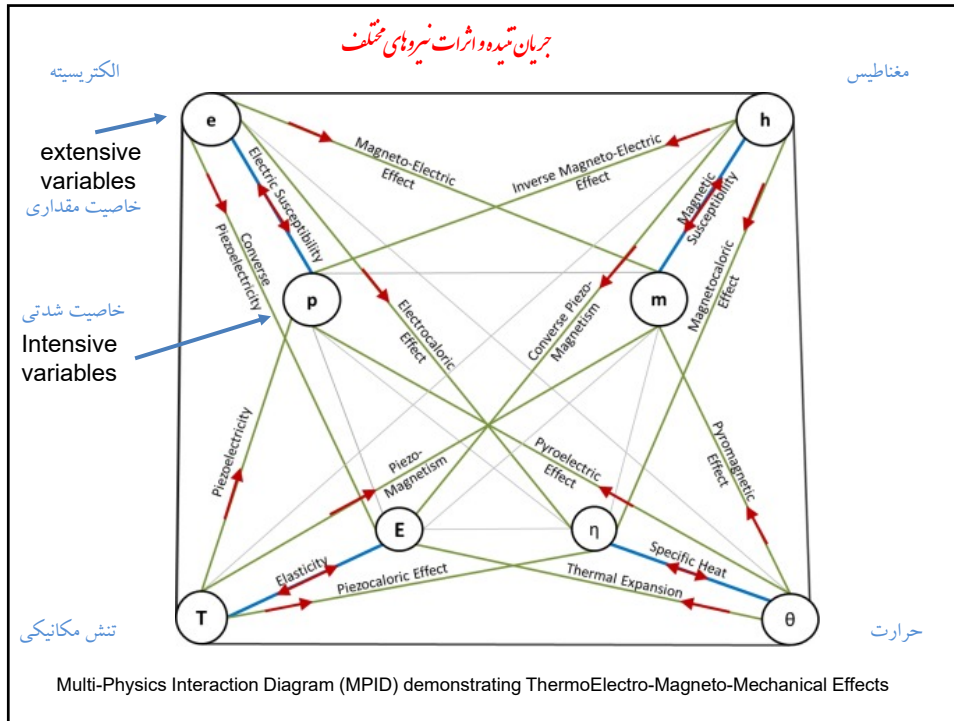 جریان تنیده و اثرات نیروهای مختلف
الکتریسیته
مغناطیس
e
h
extensive
variables
خاصیت مقداری
Magneto-Electric
Effect
Inverse Magneto-Electric
Effect
Electric Susceptibility
Magnetic
Susceptibility
Converse
Piezoelectricity
Magnetocaloric
Effect
p
m
خاصیت شدتی
Intensive
variables
Electrocaloric
Effect
Converse Piezo-
Magnetism
Piezoelectricity
Piezo-
Magnetism
Pyroelectric
Effect
Pyromagnetic
Effect
E
η
Elasticity
Piezocaloric Effect
Specific Heat
Thermal Expansion
T
θ
تنش مکانیکی
حرارت
Multi-Physics Interaction Diagram (MPID) demonstrating ThermoElectro-Magneto-Mechanical Effects